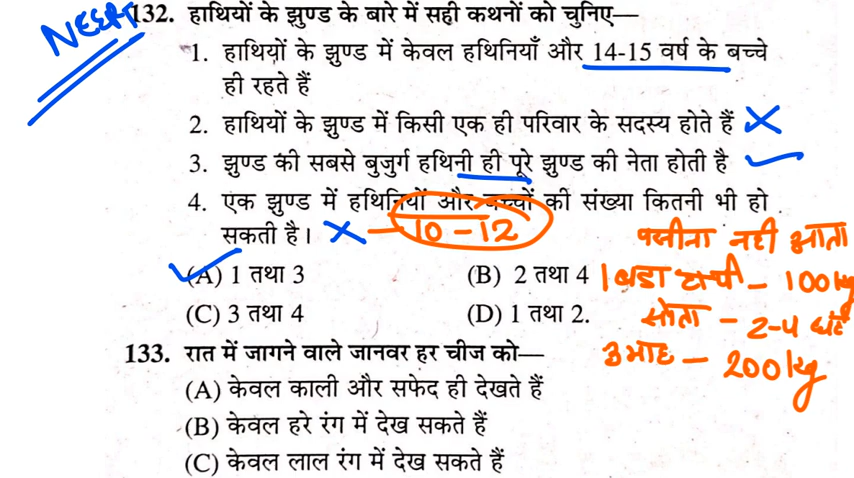 NCERT
132. हाथियों के झुण्ड के बारे में सही कथनों को चुनिए—
1. हाथियों के झुण्ड में केवल हथिनियाँ और 14-15 वर्ष के बच्चे
ही रहते हैं
2. हाथियों के झुण्ड में किसी एक ही परिवार के सदस्य होते हैं
3. झुण्ड की सबसे बुजुर्ग हथिनी ही पूरे झुण्ड की नेता होती है
4. एक झुण्ड में हथिनियों और बच्चों की संख्या कितनी भी हो
सकती है।
10-12
(A) 1 तथा 3 (B) 2 तथा 4
(C) 3 तथा 4 (D) 1 तथा 2.
पसीना नहीं आता
1 बडा हाथी - 100 kg
सोता - 2-4 घंटे
3 माह - 200 kg
133. रात में जागने वाले जानवर हर चीज को—
(A) केवल काली और सफेद ही देखते हैं
(B) केवल हरे रंग में देख सकते हैं
(C) केवल लाल रंग में देख सकते हैं